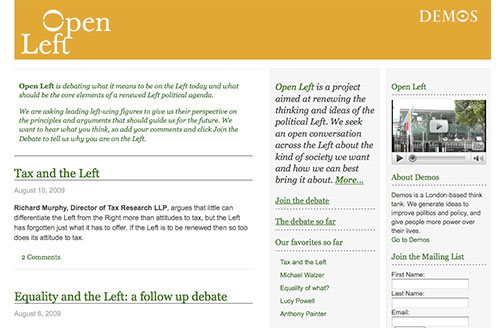 Open
Left
DEMOS
Open Left is debating what it means to be on the Left today and what
should be the core elements of a renewed Left political agenda.
We are asking leading left-wing figures to give us their perspective on
the principles and arguments that should guide us for the future. We
want to hear what you think, so add your comments and click Join the
Debate to tell us why you are on the Left.
Tax and the Left
August 10, 2009
Richard Murphy, Director of Tax Research LLP, argues that little can
differentiate the Left from the Right more than attitudes to tax, but the Left
has forgotten just what it has to offer. If the Left is to be renewed then so too
does its attitude to tax.
2 Comments
Equality and the Left: a follow up debate
August 6, 2009
Open Left is a project
aimed at renewing the
thinking and ideas of the
political Left. We seek
an open conversation
across the Left about the
kind of society we want
and how we can best
bring it about. More...
Join the debate
The debate so far
Our favorites so far
Tax and the Left
Michael Walzer
Equality of what?
Lucy Powell
Anthony Painter
Open Left
About Demos
Demos is a London-based think
tank. We generate ideas to
improve politics and policy, and
give people more power over
their lives.
Go to Demos
Join the Mailing List
First Name:
Last Name:
Email: